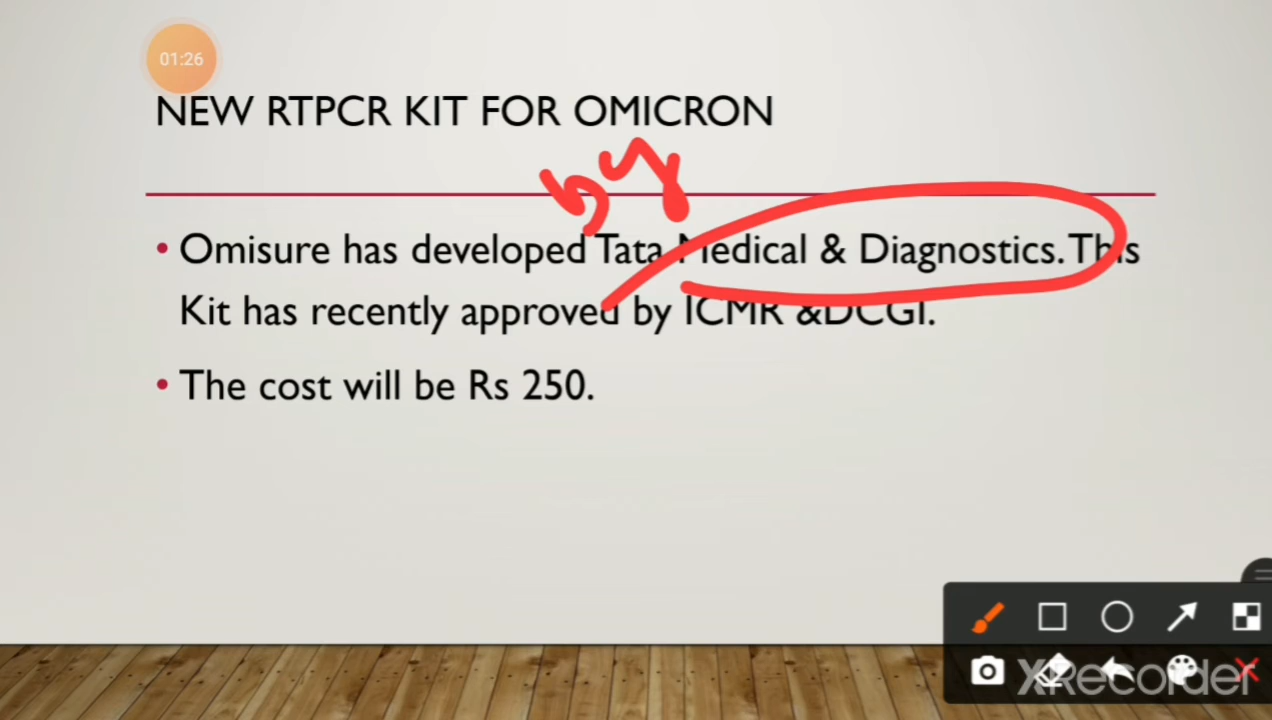 01:26
NEW RTPCR KIT FOR OMICRON
by
• Omisure has developed Tata Medical & Diagnostics. This
Kit has recently approved by ICMR &DCGI.
• The cost will be Rs 250.
XRecorder